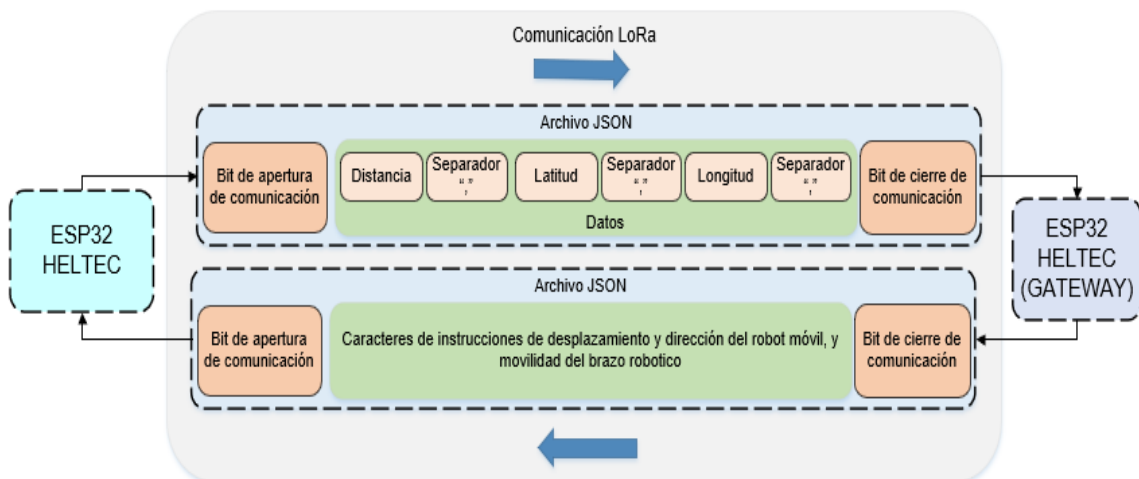 Comunicación LoRa
Archivo JSON
Bit de apertura
de comunicación
Distancia
Separador
“ ”
,
Latitud
Separador
“ ”
,
Longitud
Separador
“ ”
,
Datos
Bit de cierre de
comunicación
ESP32
HELTEC
ESP32
HELTEC
(GATEWAY)
Archivo JSON
Bit de apertura
de comunicación
Caracteres de instrucciones de desplazamiento y dirección del robot móvil, y
movilidad del brazo robotico
Bit de cierre de
comunicación